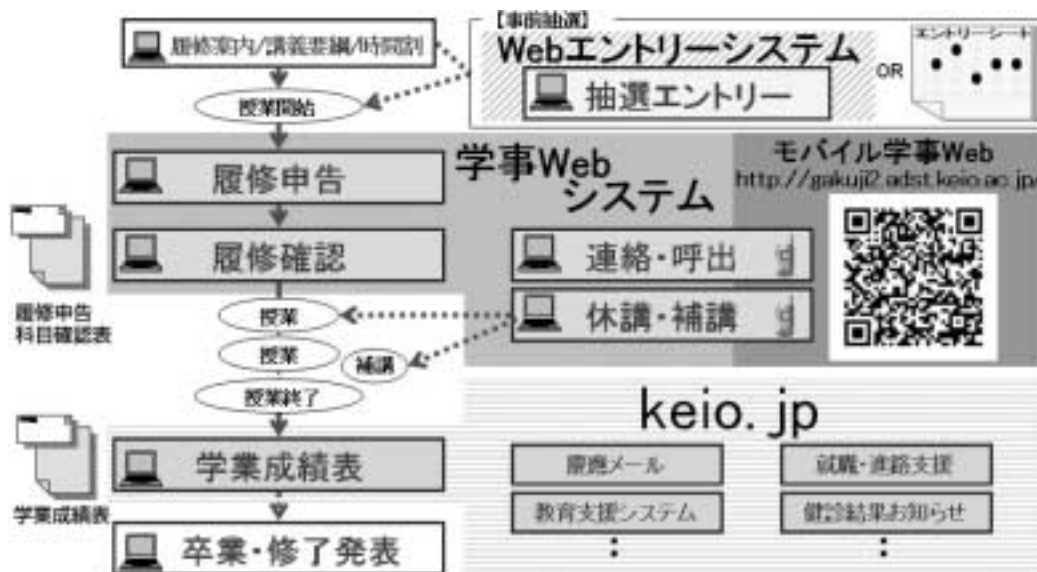 履修案内/講義要綱/時間割
【事前抽選】
Webエントリーシステム
抽選エントリー
OR
エントリーシート
授業開始
履修申告
学事Web
システム
モバイル学事Web
http://gakuji2.adst.keio.ac.jp/
履修確認
連絡・呼出
休講・補講
履修申告
科目確認表
授業
授業
補講
授業終了
keio.jp
学業成績表
慶應メール
就職・進路支援
学業成績表
教育支援システム
健診結果お知らせ
卒業・修了発表